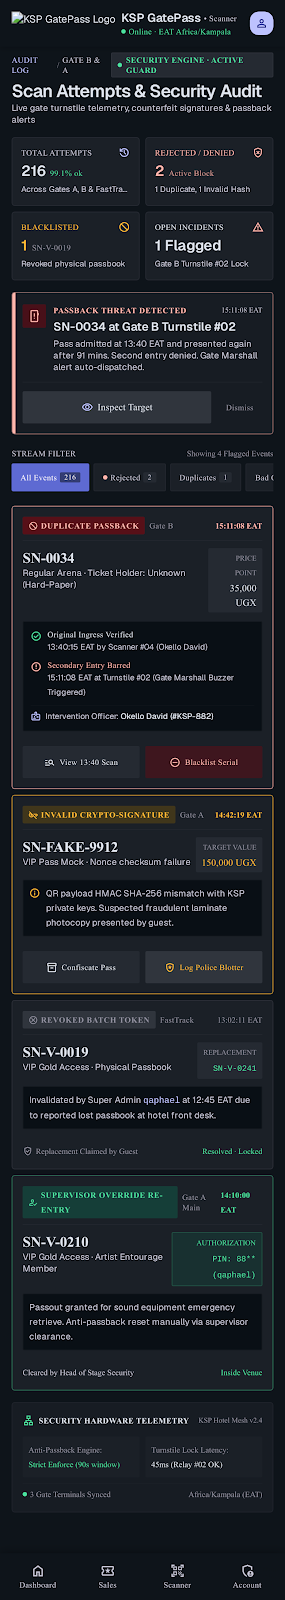 KSP GatePass Logo
KSP GatePass • Scanner
Online · EAT Africa/Kampala
AUDIT LOG / GATE B & A
SECURITY ENGINE · ACTIVE GUARD
Scan Attempts & Security Audit
Live gate turnstile telemetry, counterfeit signatures & passback alerts
TOTAL ATTEMPTS
216 99.1% ok
Across Gates A, B & FastTra...
REJECTED / DENIED
2 Active Block
1 Duplicate, 1 Invalid Hash
BLACKLISTED
1 SN-V-0019
Revoked physical passbook
OPEN INCIDENTS
1 Flagged
Gate B Turnstile #02 Lock
PASSBACK THREAT DETECTED 15:11:08 EAT
SN-0034 at Gate B Turnstile #02
Pass admitted at 13:40 EAT and presented
again after 91 mins. Second entry denied. Gate Marshall
alert auto-dispatched.
Inspect Target
Dismiss
STREAM FILTER
Showing 4 Flagged Events
All Events 216
Rejected 2
Duplicates 1
Bad
DUPLICATE PASSBACK Gate B 15:11:08 EAT
SN-0034
Regular Arena · Ticket Holder: Unknown
(Hard-Paper)
PRICE
POINT
35,000
UGX
Original Ingress Verified
13:40:15 EAT by Scanner #04 (Okello David)
Secondary Entry Barred
15:11:08 EAT at Turnstile #02 (Gate Marshall Buzzer
Triggered)
Intervention Officer: Okello David (#KSP-882)
View 13:40 Scan
Blacklist Serial
INVALID CRYPTO-SIGNATURE Gate A 14:42:19 EAT
SN-FAKE-9912
VIP Pass Mock · Nonce checksum failure
TARGET VALUE
150,000 UGX
QR payload HMAC SHA-256 mismatch with KSP
private keys. Suspected fraudulent laminate
photocopy presented by guest.
Confiscate Pass
Log Police Blotter
REVOKED BATCH TOKEN FastTrack 13:02:11 EAT
SN-V-0019
VIP Gold Access · Physical Passbook
REPLACEMENT
SN-V-0241
Invalidated by Super Admin qaphael at 12:45 EAT due
to reported lost passbook at hotel front desk.
Replacement Claimed by Guest
Resolved · Locked
SUPERVISOR OVERRIDE RE-
ENTRY
Gate A
Main
14:10:00
EAT
SN-V-0210
VIP Gold Access · Artist Entourage
Member
AUTHORIZATION
PIN: 88**
(qaphael)
Passout granted for sound equipment emergency
retrieve. Anti-passback reset manually via supervisor
clearance.
Cleared by Head of Stage Security
Inside Venue
SECURITY HARDWARE TELEMETRY KSP Hotel Mesh v2.4
Anti-Passback Engine:
Strict Enforce (90s window)
Turnstile Lock Latency:
45ms (Relay #02 OK)
3 Gate Terminals Synced
Africa/Kampala (EAT)
Dashboard
Sales
Scanner
Account